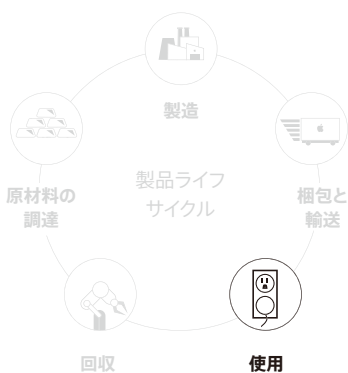 製造
原材料の
調達
製品ライフ
サイクル
梱包と
輸送
回収
使用